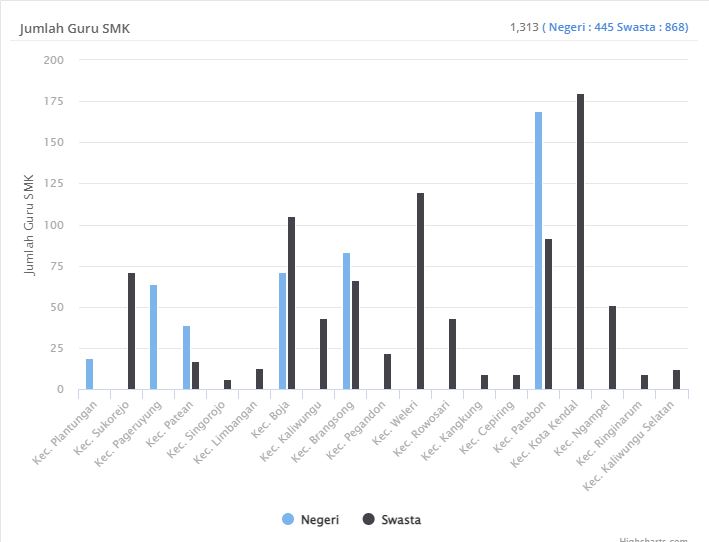 Jumlah Guru SMK
1,313 ( Negeri : 445 Swasta : 868)
Jumlah Guru SMK
200
175
150
125
100
75
50
25
0
Kec. Plantungan
Kec. Sukorejo
Kec. Pageruyung
Kec. Patean
Kec. Singorojo
Kec. Limbangan
Kec. Boja
Kec. Kaliwungu
Kec. Brangsong
Kec. Pegandon
Kec. Weleri
Kec. Rowosari
Kec. Kangkung
Kec. Cepiring
Kec. Patebon
Kec. Kota Kendal
Kec. Ngampel
Kec. Ringinarum
Kec. Kaliwungu Selatan
Negeri
Swasta
Highcharts.com